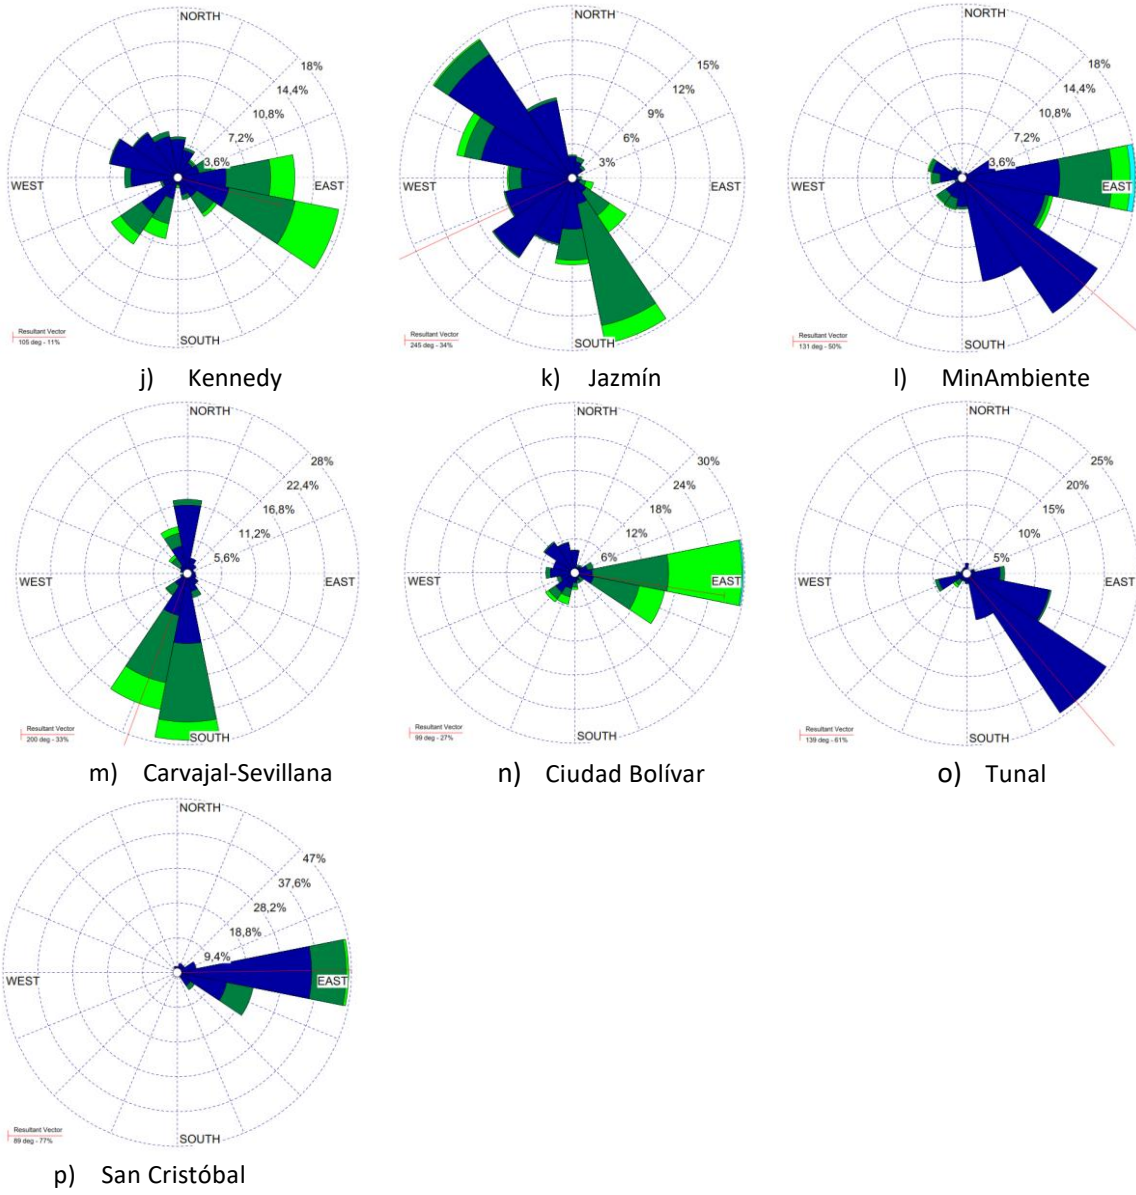 NORTH
18%
14,4%
10,8%
7,2%
3,6%
WEST
EAST
SOUTH
Resultant Vector
105 deg - 11%
j) Kennedy
NORTH
15%
12%
9%
6%
3%
SOUTH
Resultant Vector
245 deg - 34%
k) Jazmín
NORTH
18%
14,4%
10,8%
7,2%
3,6%
WEST
EAST
SOUTH
Resultant Vector
131 deg - 50%
l) MinAmbiente
NORTH
28%
22,4%
16,8%
11,2%
5,6%
WEST
EAST
SOUTH
Resultant Vector
200 deg - 33%
m) Carvajal-Sevillana
NORTH
30%
24%
18%
12%
6%
WEST
EAST
SOUTH
Resultant Vector
99 deg - 27%
n) Ciudad Bolívar
NORTH
25%
20%
15%
10%
5%
WEST
EAST
SOUTH
Resultant Vector
139 deg - 61%
o) Tunal
NORTH
47%
37,6%
28,2%
18,8%
9,4%
WEST
EAST
SOUTH
Resultant Vector
89 deg - 77%
p) San Cristóbal